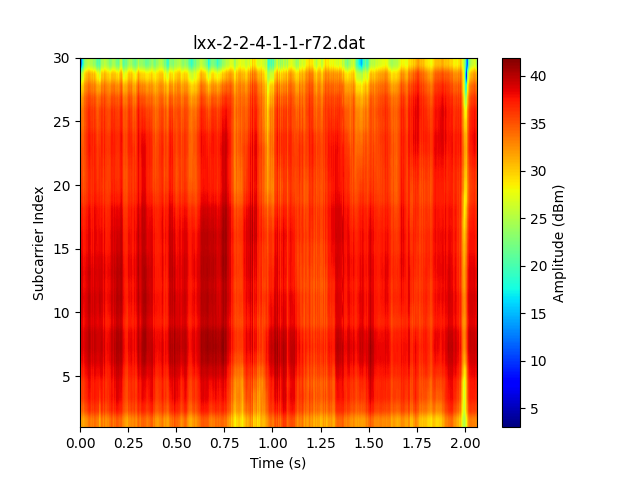 lxx-2-2-4-1-1-r72.dat
30
25
20
15
10
5
Subcarrier Index
0.00 0.25 0.50 0.75 1.00 1.25 1.50 1.75 2.00
Time (s)
40
35
30
25
20
15
10
5
Amplitude (dBm)